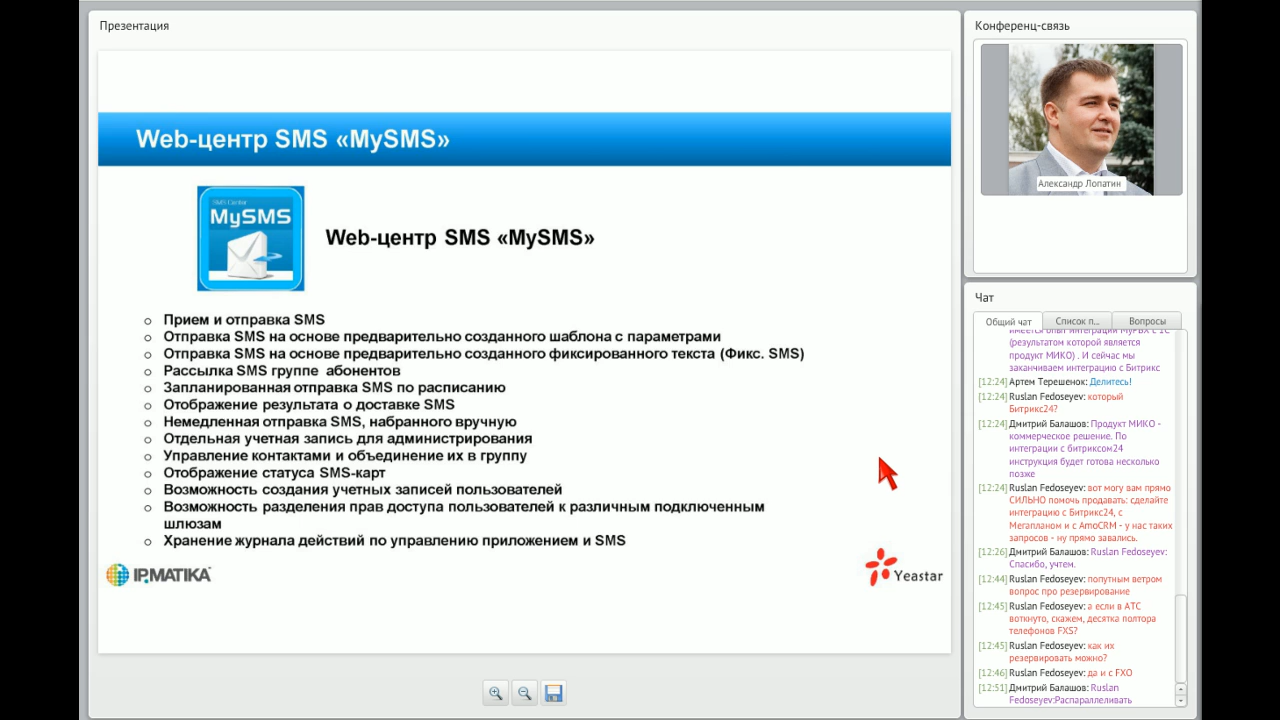 Презентация
Web-центр SMS «MySMS»
SMS Center
MySMS
Web-центр SMS «MySMS»
Прием и отправка SMS
Отправка SMS на основе предварительно созданного шаблона с параметрами
Отправка SMS на основе предварительно созданного фиксированного текста (Фикс. SMS)
Рассылка SMS группе абонентов
Запланированная отправка SMS по расписанию
Отображение результата о доставке SMS
Немедленная отправка SMS, набранного вручную
Отдельная учетная запись для администрирования
Управление контактами и объединение их в группу
Отображение статуса SMS-карт
Возможность создания учетных записей пользователей
Возможность разделения прав доступа пользователей к различным подключенным
шлюзам
Хранение журнала действий по управлению приложением и SMS
IPMATIKA
Yeastar
Конференц-связь
Александр Лопатин
Чат
Общий чат
Список п...
Вопросы
имеется опыт интеграции MyPBX с 1С
(результатом которой является
продукт МИКО) . И сейчас мы
заканчиваем интеграцию с Битрикс
[12:24] Артем Терешенок: Делитесь!
[12:24] Ruslan Fedoseyev: который
Битрикс24?
[12:24] Дмитрий Балашов: Продукт МИКО -
коммерческое решение. По
интеграции с битриксом24
инструкция будет готова несколько
позже
[12:24] Ruslan Fedoseyev: вот могу вам прямо
СИЛЬНО помочь продавать: сделайте
интеграцию с Битрикс24, с
Мегапланом и с AmoCRM - у нас таких
запросов - ну прямо завались.
[12:26] Дмитрий Балашов: Ruslan Fedoseyev:
Спасибо, учтем.
[12:44] Ruslan Fedoseyev: попутным ветром
вопрос про резервирование
[12:45] Ruslan Fedoseyev: а если в АТС
воткнуто, скажем, десятка полтора
телефонов FXS?
[12:45] Ruslan Fedoseyev: как их
резервировать можно?
[12:46] Ruslan Fedoseyev: да и с FXO
[12:51] Дмитрий Балашов: Ruslan
Fedoseyev:Распараллеливать